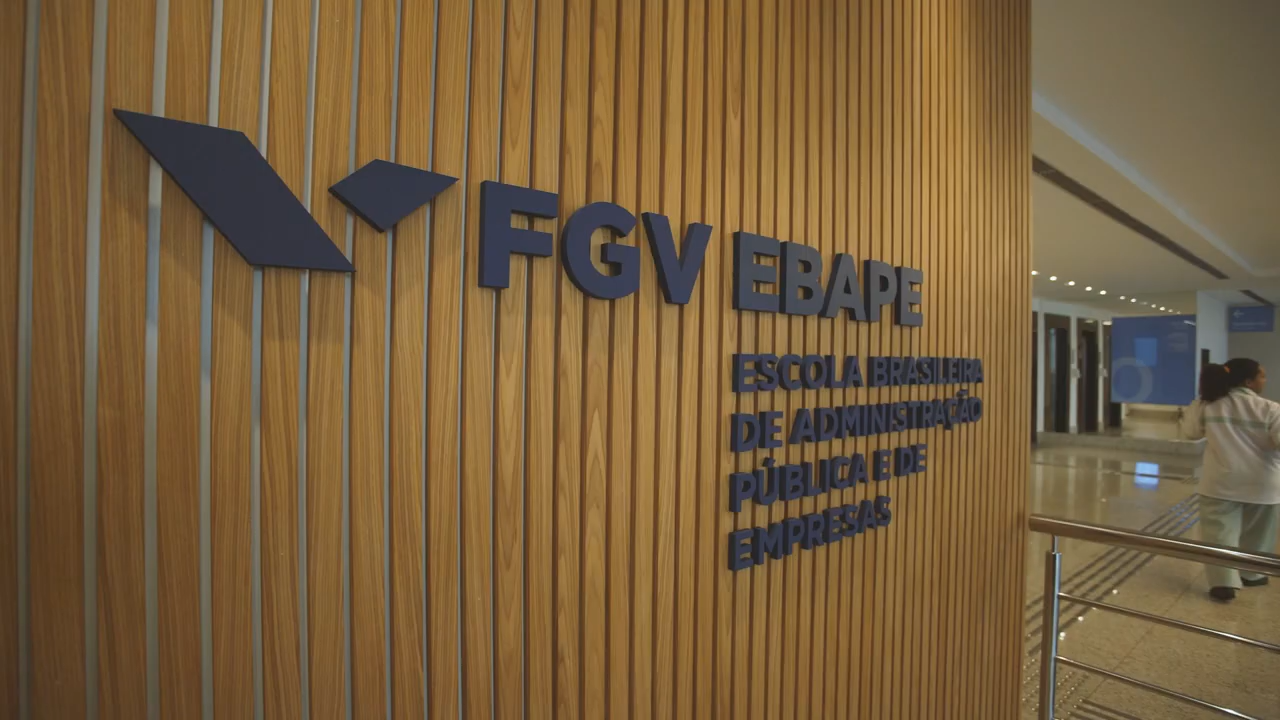 FGV EBAPE
ESCOLA BRASILEIRA
DE ADMINISTRAÇÃO
PÚBLICA E DE
EMPRESAS